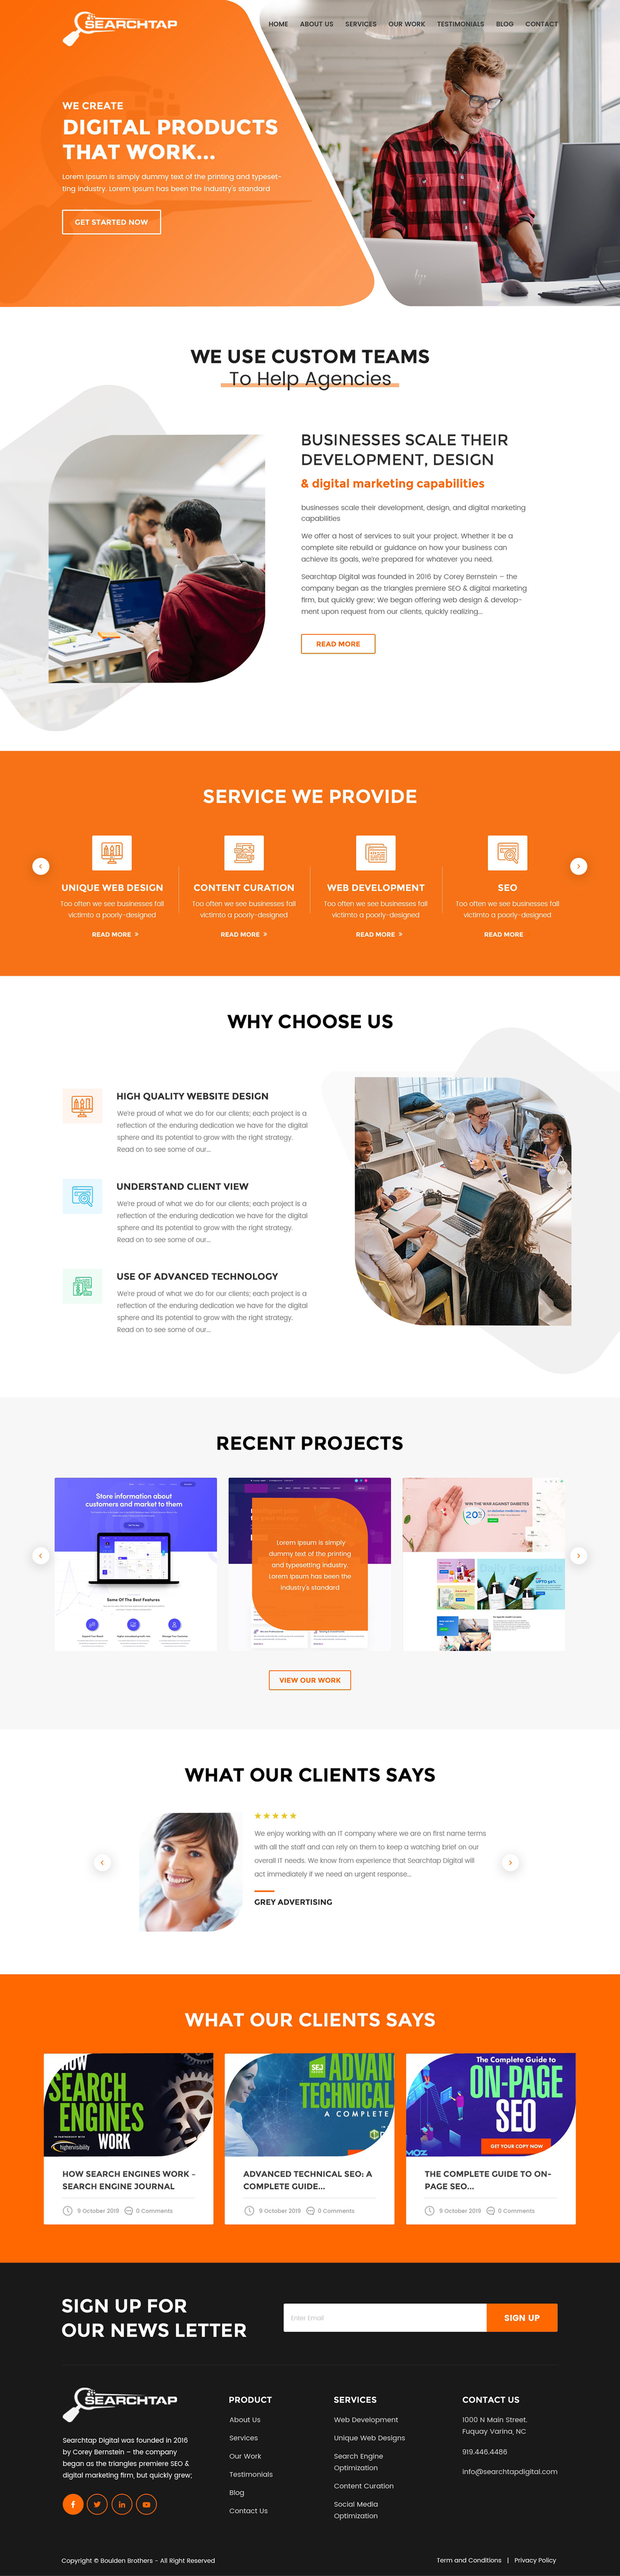 SEARCHTAP
HOME ABOUT US SERVICES OUR WORK TESTIMONIALS BLOG CONTACT
WE CREATE
DIGITAL PRODUCTS
THAT WORK...
Lorem Ipsum is simply dummy text of the printing and typeset-
ting industry. Lorem Ipsum has been the industry's standard
GET STARTED NOW
WE USE CUSTOM TEAMS
To Help Agencies
BUSINESSES SCALE THEIR
DEVELOPMENT, DESIGN
& digital marketing capabilities
businesses scale their development, design, and digital marketing
capabilities
We offer a host of services to suit your project. Whether it be a
complete site rebuild or guidance on how your business can
achieve its goals, we're prepared for whatever you need.
Searchtap Digital was founded in 2016 by Corey Bernstein – the
company began as the triangles premiere SEO & digital marketing
firm, but quickly grew; We began offering web design & develop-
ment upon request from our clients, quickly realizing...
READ MORE
SERVICE WE PROVIDE
UNIQUE WEB DESIGN
Too often we see businesses fall
victimto a poorly-designed
READ MORE »
CONTENT CURATION
Too often we see businesses fall
victimto a poorly-designed
READ MORE »
WEB DEVELOPMENT
Too often we see businesses fall
victimto a poorly-designed
READ MORE »
SEO
Too often we see businesses fall
victimto a poorly-designed
READ MORE
WHY CHOOSE US
HIGH QUALITY WEBSITE DESIGN
We're proud of what we do for our clients; each project is a
reflection of the enduring dedication we have for the digital
sphere and its potential to grow with the right strategy.
Read on to see some of our...
UNDERSTAND CLIENT VIEW
We're proud of what we do for our clients; each project is a
reflection of the enduring dedication we have for the digital
sphere and its potential to grow with the right strategy.
Read on to see some of our...
USE OF ADVANCED TECHNOLOGY
We're proud of what we do for our clients; each project is a
reflection of the enduring dedication we have for the digital
sphere and its potential to grow with the right strategy.
Read on to see some of our...
RECENT PROJECTS
Store information about
customers and market to them
Some Of The Best Features
Lorem Ipsum is simply
dummy text of the printing
and typesetting industry.
Lorem Ipsum has been the
industry's standard
WIN THE WAR AGAINST DIABETES
20%
UPTO 50%
VIEW OUR WORK
WHAT OUR CLIENTS SAYS
We enjoy working with an IT company where we are on first name terms
with all the staff and can rely on them to keep a watching brief on our
overall IT needs. We know from experience that Searchtap Digital will
act immediately if we need an urgent response...
GREY ADVERTISING
WHAT OUR CLIENTS SAYS
HOW
SEARCH
ENGINES
WORK
IN PARTNERSHIP WITH
highervisibility
HOW SEARCH ENGINES WORK –
SEARCH ENGINE JOURNAL
9 October 2019 0 Comments
SEJ
ADVAN
TECHNICAL
A COMPLETE
ADVANCED TECHNICAL SEO: A
COMPLETE GUIDE...
9 October 2019 0 Comments
The Complete Guide to
ON-PAGE
SEO
GET YOUR COPY NOW
MOZ
THE COMPLETE GUIDE TO ON-
PAGE SEO...
9 October 2019 0 Comments
SIGN UP FOR
OUR NEWS LETTER
Enter Email
SIGN UP
SEARCHTAP
Searchtap Digital was founded in 2016
by Corey Bernstein – the company
began as the triangles premiere SEO &
digital marketing firm, but quickly grew;
PRODUCT
About Us
Services
Our Work
Testimonials
Blog
Contact Us
SERVICES
Web Development
Unique Web Designs
Search Engine
Optimization
Content Curation
Social Media
Optimization
CONTACT US
1000 N Main Street.
Fuquay Varina, NC
919.446.4486
info@searchtapdigital.com
Copyright © Boulden Brothers – All Right Reserved
Term and Conditions | Privacy Policy